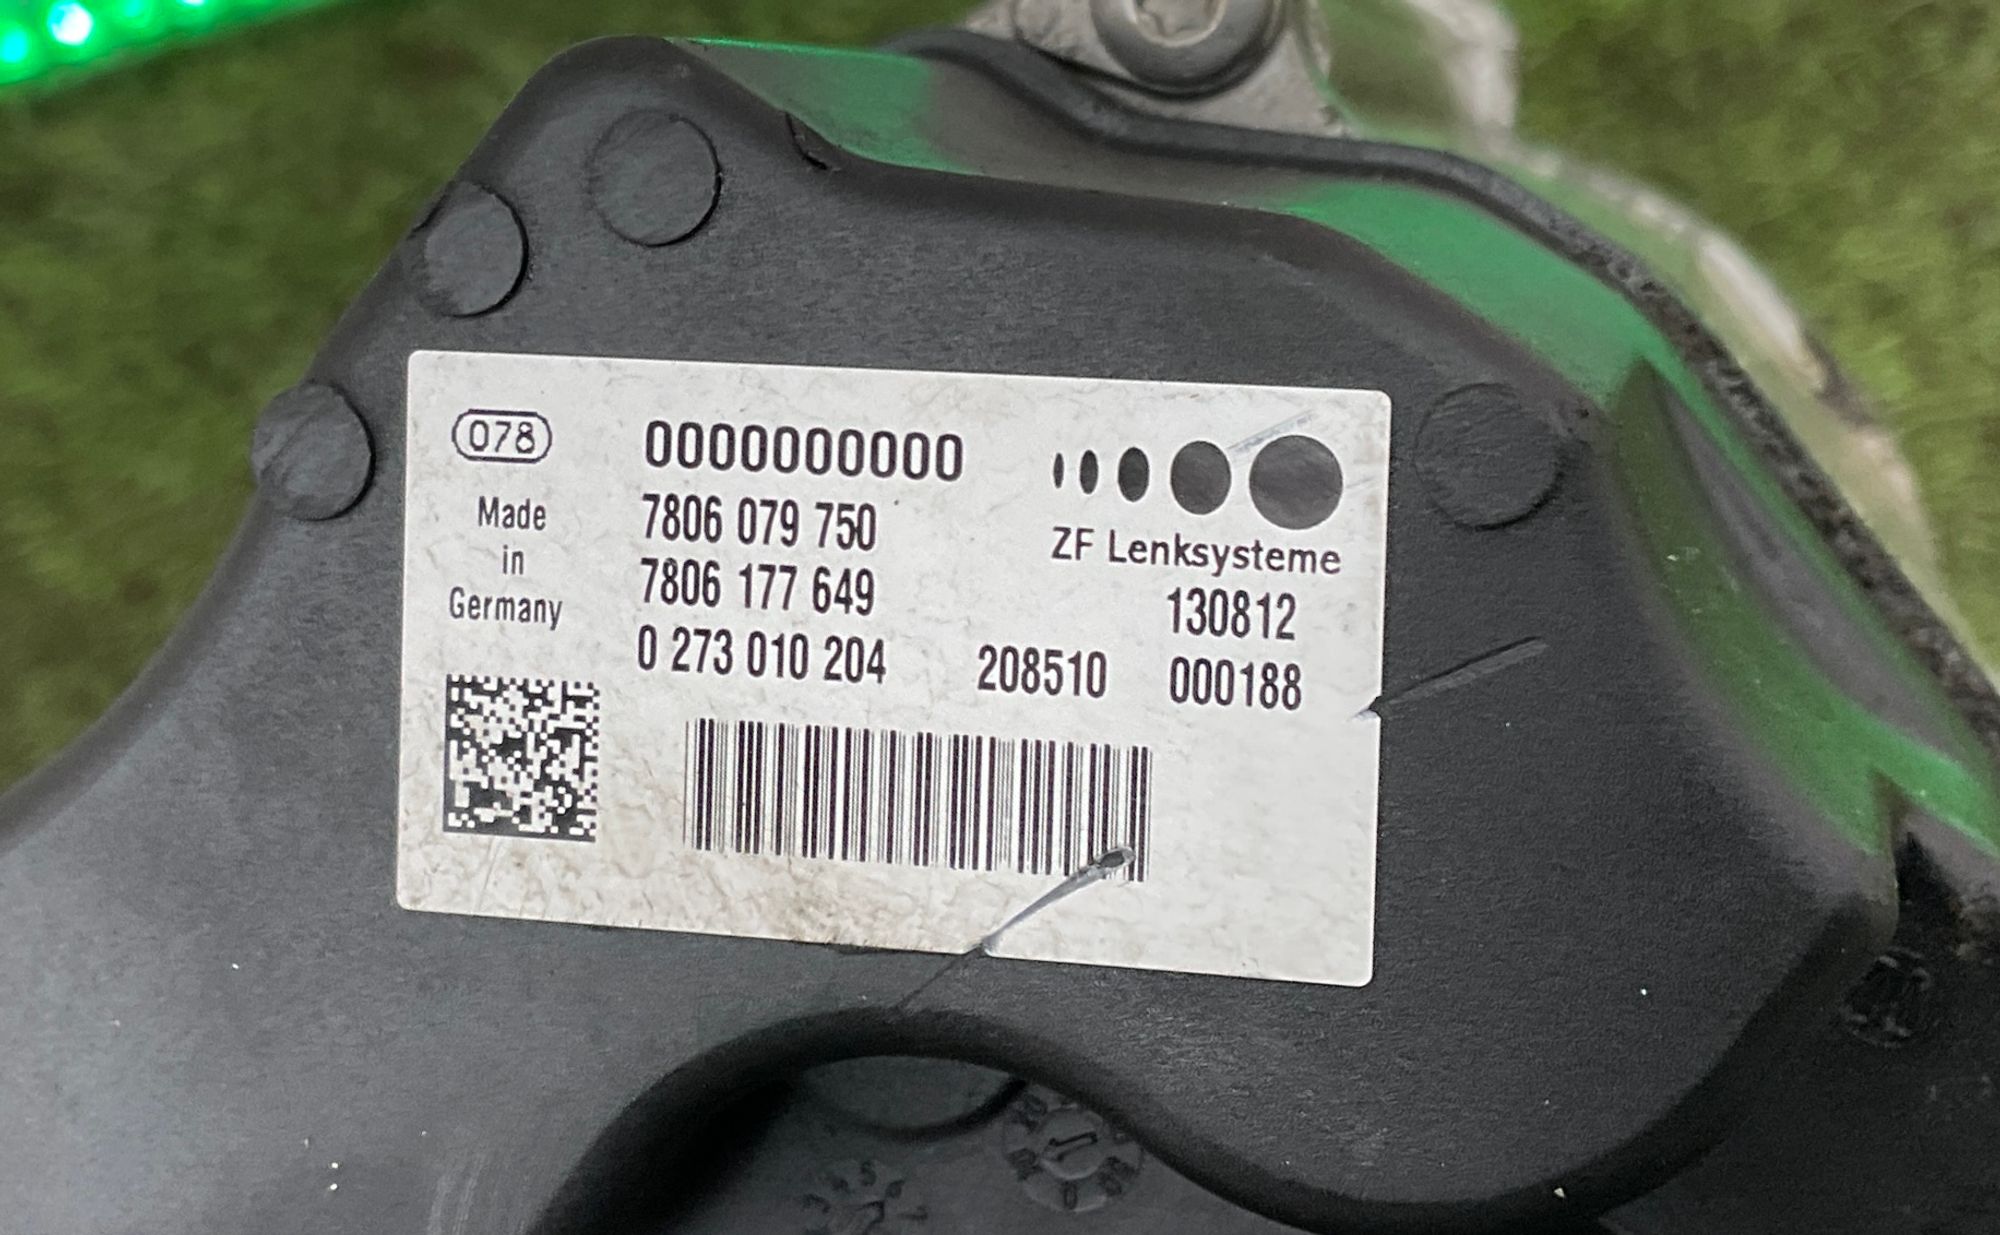 078
0000000000
Made
in
Germany
7806 079 750
7806 177 649
0 273 010 204
208510
ZF Lenksysteme
130812
000188